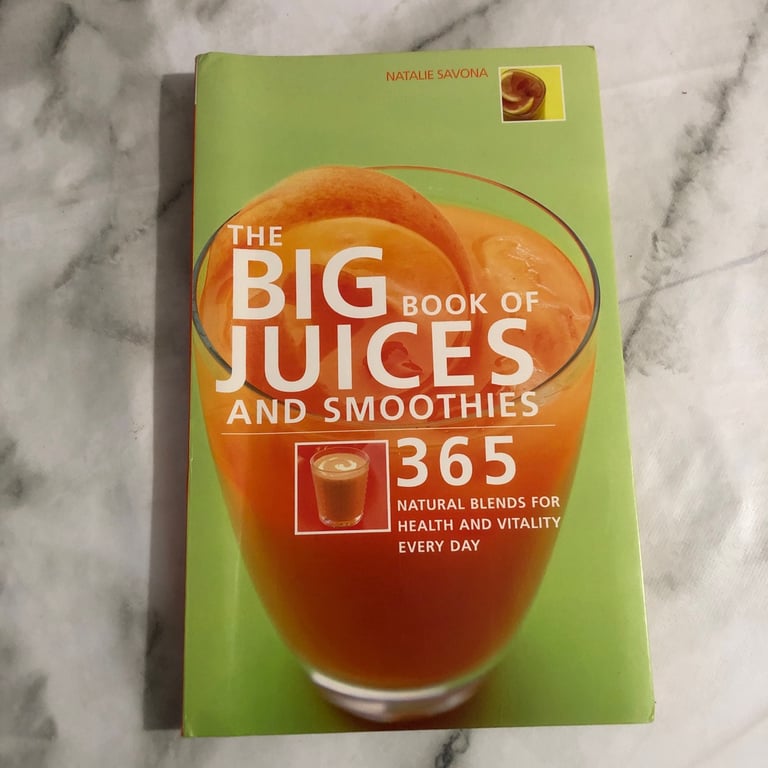 NATALIE SAVONA
THE
BIG BOOK OF
JUICES
AND SMOOTHIES
365
NATURAL BLENDS FOR
HEALTH AND VITALITY
EVERY DAY